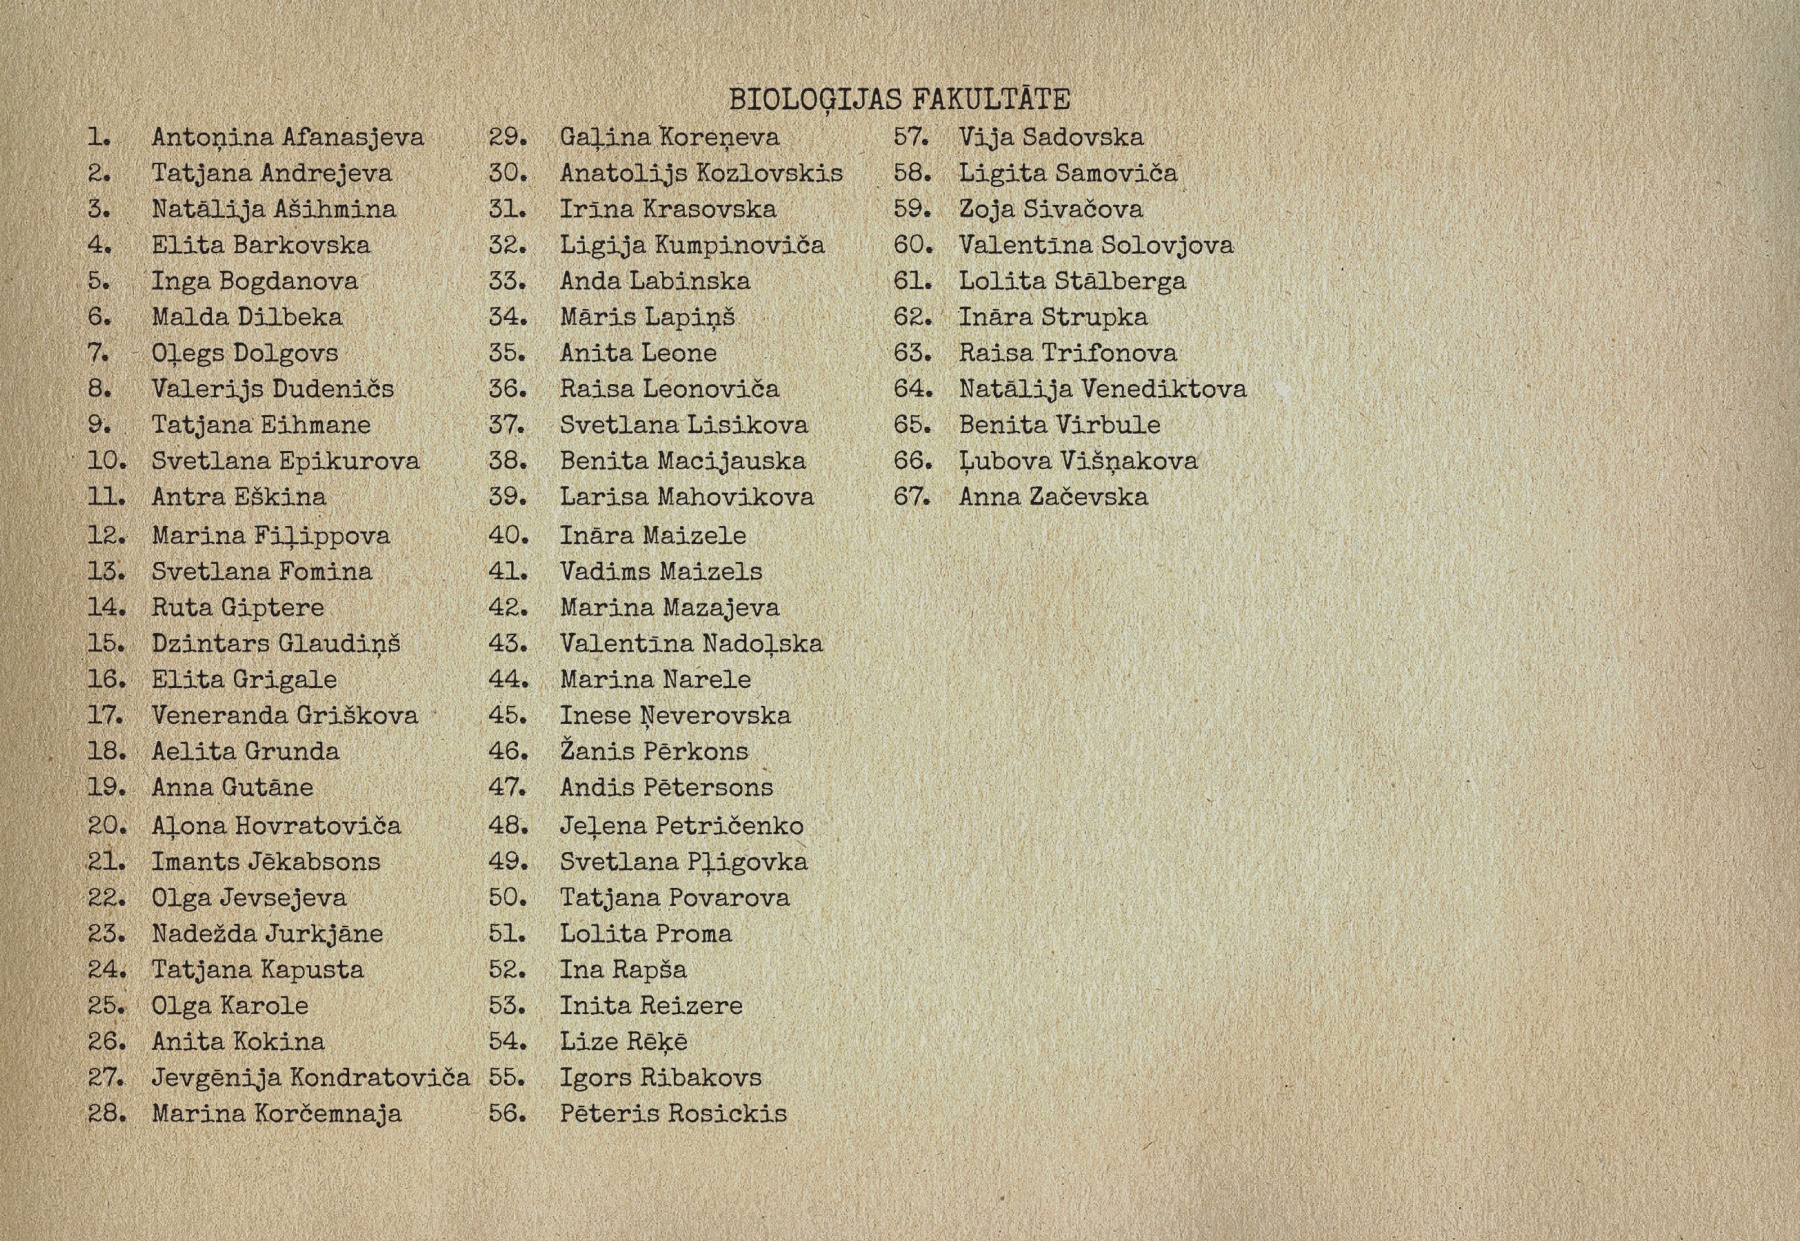 BIOLOĢIJAS FAKULTĀTE
1. Antoņina Afanasjeva
2. Tatjana Andrejeva
3. Natālija Ašihmina
4. Elita Barkovska
5. Inga Bogdanova
6. Malda Dilbeka
7. Oļegs Dolgovs
8. Valerijs Dudeničs
9. Tatjana Eihmane
10. Svetlana Epikurova
11. Antra Eškina
12. Marina Fiļippova
13. Svetlana Fomina
14. Ruta Giptere
15. Dzintars Glaudiņš
16. Elita Grigale
17. Veneranda Griškova
18. Aelita Grunda
19. Anna Gutāne
20. Aļona Hovratoviča
21. Imants Jēkabsons
22. Olga Jevsejeva
23. Nadežda Jurkjāne
24. Tatjana Kapusta
25. Olga Karole
26. Anita Kokina
27. Jevgēnija Kondratoviča
28. Marina Korčemnaja
29. Gaļina Koreņeva
30. Anatolijs Kozlovskis
31. Irīna Krasovska
32. Ligija Kumpinoviča
33. Anda Labinska
34. Māris Lapiņš
35. Anita Leone
36. Raisa Leonoviča
37. Svetlana Lisikova
38. Benita Macijauska
39. Larisa Mahovikova
40. Ināra Maizele
41. Vadims Maizels
42. Marina Mazajeva
43. Valentīna Nadoļska
44. Marina Narele
45. Inese Ņeverovska
46. Žanis Pērkons
47. Andis Pētersons
48. Jeļena Petričenko
49. Svetlana Pļigovka
50. Tatjana Povarova
51. Lolita Proma
52. Ina Rapša
53. Inita Reizere
54. Lize Rēķē
55. Igors Ribakovs
56. Pēteris Rosickis
57. Vija Sadovska
58. Ligita Samoviča
59. Zoja Sivačova
60. Valentīna Solovjova
61. Lolita Stālberga
62. Ināra Strupka
63. Raisa Trifonova
64. Natālija Venediktova
65. Benita Virbule
66. Ļubova Višņakova
67. Anna Začevska